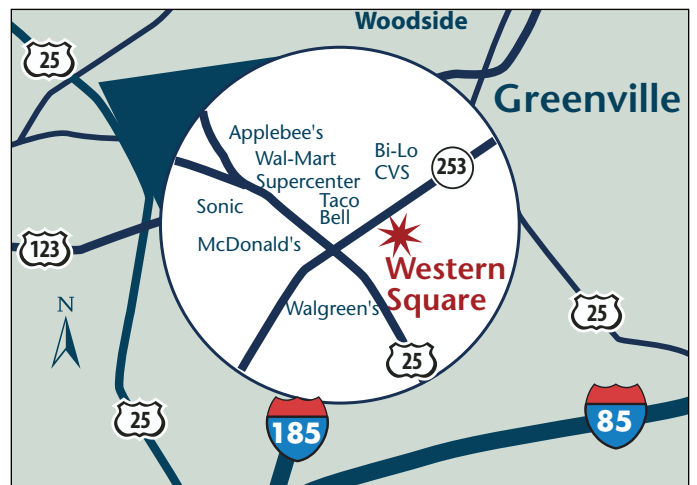 Woodside
25
Greenville
Applebee's
Bi-Lo
CVS
Wal-Mart
Supercenter
253
Taco
Bell
Sonic
McDonald's
123
Western
Square
N
Walgreen's
25
25
25
185
85